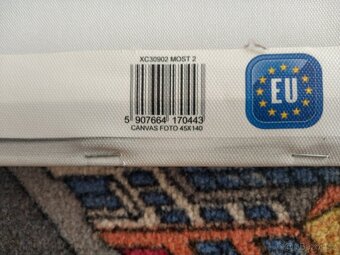 XC30902 MOST 2
5 907664 170443
CANVAS FOTO 45X140
EU